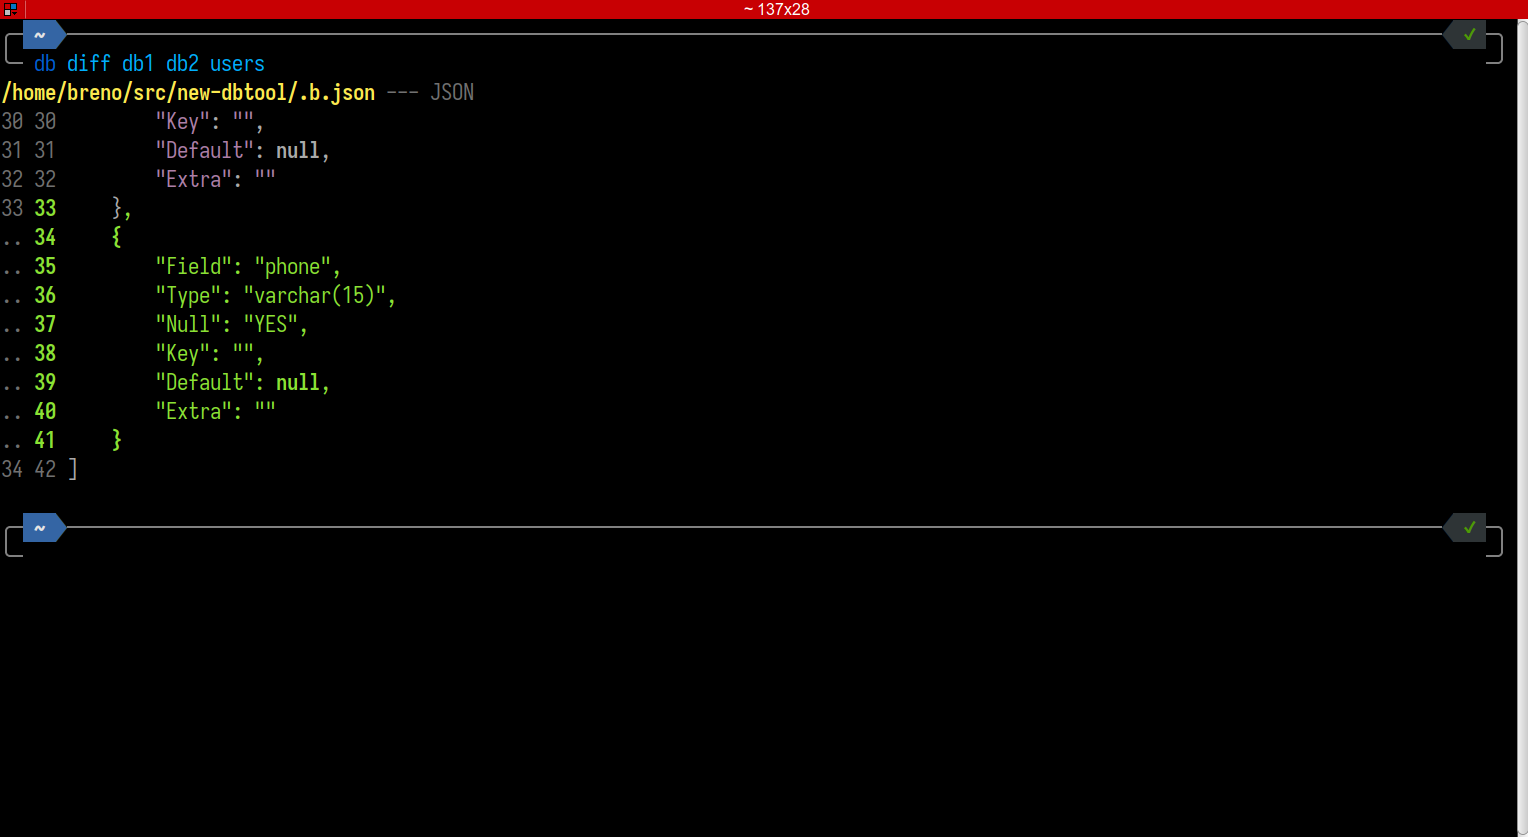 ~ 137x28
~ ✓
db diff db1 db2 users
/home/breno/src/new-dbtool/.b.json --- JSON
30 30         "Key": "",
31 31         "Default": null,
32 32         "Extra": ""
33 33     },
.. 34     {
.. 35         "Field": "phone",
.. 36         "Type": "varchar(15)",
.. 37         "Null": "YES",
.. 38         "Key": "",
.. 39         "Default": null,
.. 40         "Extra": ""
.. 41     }
34 42 ]
~ ✓